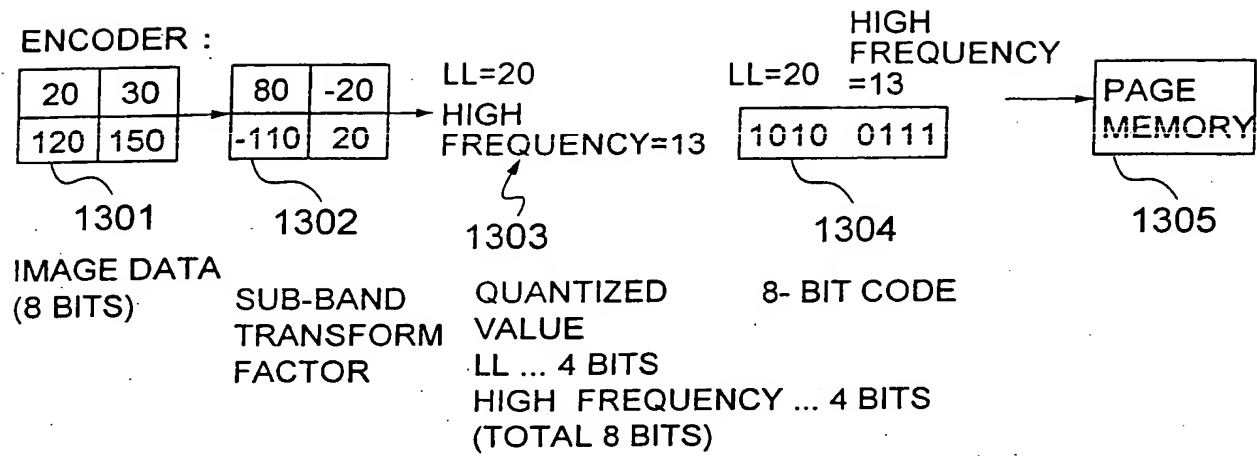 ENCODER :
20 30
120 150
80 -20
-110 20
LL=20
HIGH
FREQUENCY=13
LL=20
HIGH
FREQUENCY
=13
1010 0111
PAGE
MEMORY
1301
1302
1303
1304
1305
IMAGE DATA
(8 BITS)
SUB-BAND
TRANSFORM
FACTOR
QUANTIZED
VALUE
LL ... 4 BITS
HIGH FREQUENCY ... 4 BITS
(TOTAL 8 BITS)
8- BIT CODE